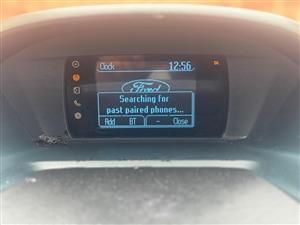 Clock 12:56
Ford
Searching for
past paired phones...
Add BT - Close